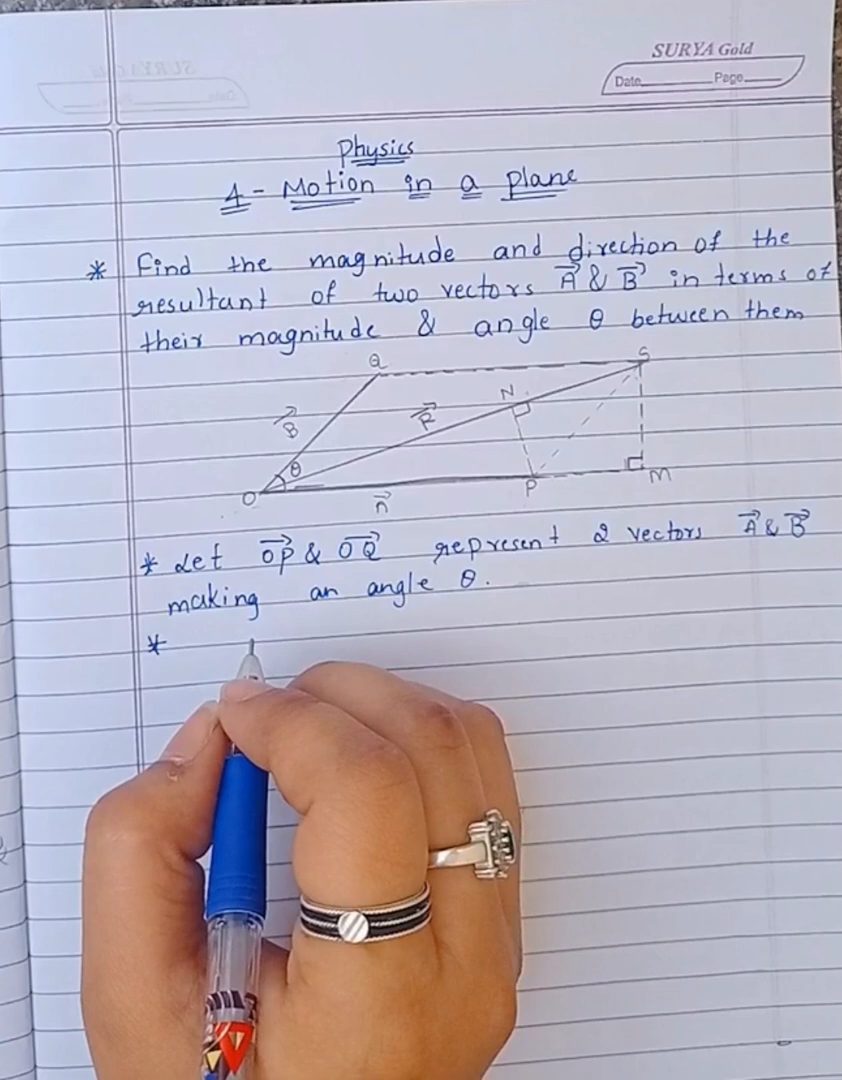 SURYA Gold
Date Page
Physics
4 - Motion in a plane
* Find the magnitude and direction of the
resultant of two vectors A⃗ & B⃗ in terms of
their magnitude & angle θ between them
Q S
N
B⃗ R⃗
θ
O P M
n⃗
* Let OP⃗ & OQ⃗ represent 2 vectors A⃗ & B⃗
making an angle θ.
*